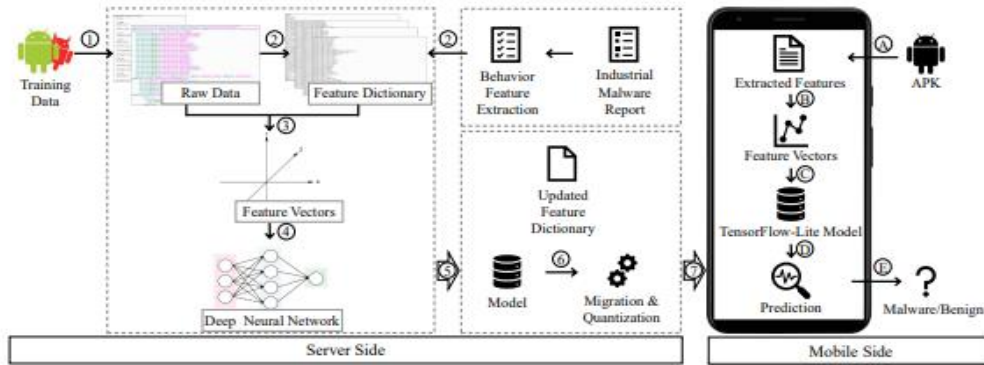 Training
Data
①
Raw Data
②
Feature Dictionary
②
Behavior
Feature
Extraction
Industrial
Malware
Report
③
Feature Vectors
④
Deep Neural Network
⑤
Updated
Feature
Dictionary
Model
⑥
Migration &
Quantization
⑦
Ⓐ
APK
Extracted Features
Ⓑ
Feature Vectors
Ⓒ
TensorFlow-Lite Model
Ⓓ
Prediction
Ⓔ
?
Malware/Benign
Server Side
Mobile Side